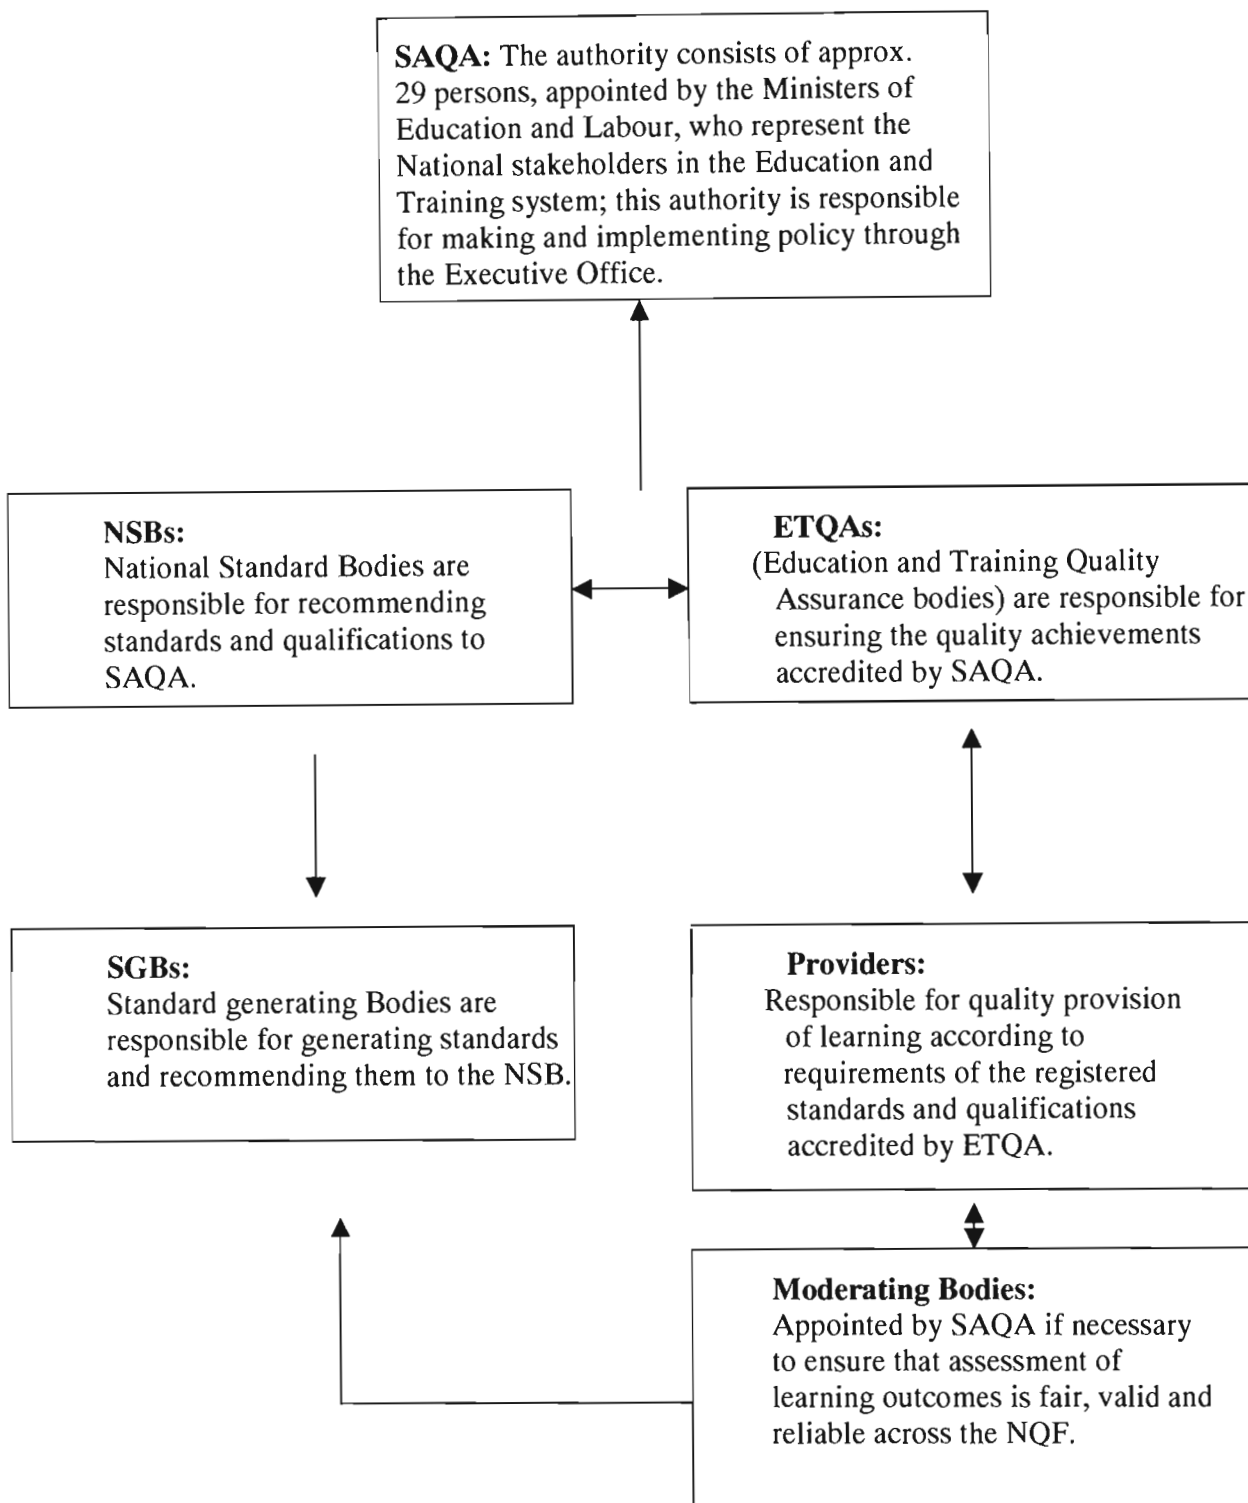 SAQA: The authority consists of approx.
29 persons, appointed by the Ministers of
Education and Labour, who represent the
National stakeholders in the Education and
Training system; this authority is responsible
for making and implementing policy through
the Executive Office.
NSBs:
National Standard Bodies are
responsible for recommending
standards and qualifications to
SAQA.
ETQAs:
(Education and Training Quality
Assurance bodies) are responsible for
ensuring the quality achievements
accredited by SAQA.
SGBs:
Standard generating Bodies are
responsible for generating standards
and recommending them to the NSB.
Providers:
Responsible for quality provision
of learning according to
requirements of the registered
standards and qualifications
accredited by ETQA.
Moderating Bodies:
Appointed by SAQA if necessary
to ensure that assessment of
learning outcomes is fair, valid and
reliable across the NQF.